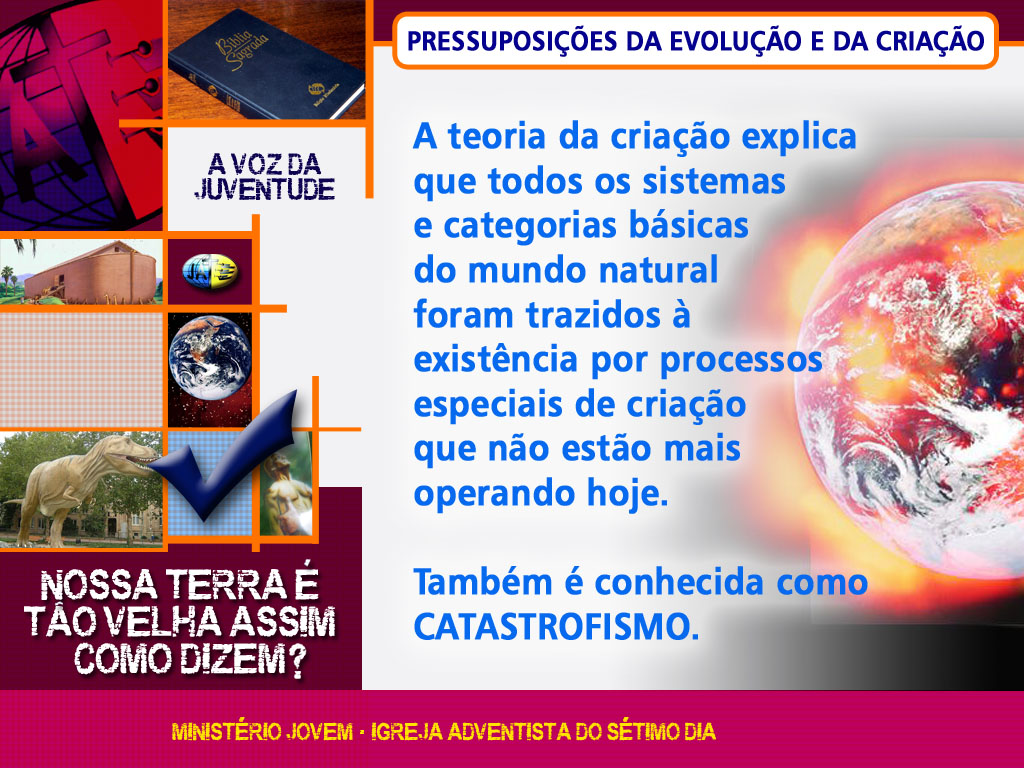 PRESSUPOSIÇÕES DA EVOLUÇÃO E DA CRIAÇÃO
Bíblia
Sagrada
A VOZ DA
JUVENTUDE
A teoria da criação explica
que todos os sistemas
e categorias básicas
do mundo natural
foram trazidos à
existência por processos
especiais de criação
que não estão mais
operando hoje.
Também é conhecida como
CATASTROFISMO.
NOSSA TERRA É
TÃO VELHA ASSIM
COMO DIZEM?
MINISTÉRIO JOVEM - IGREJA ADVENTISTA DO SÉTIMO DIA